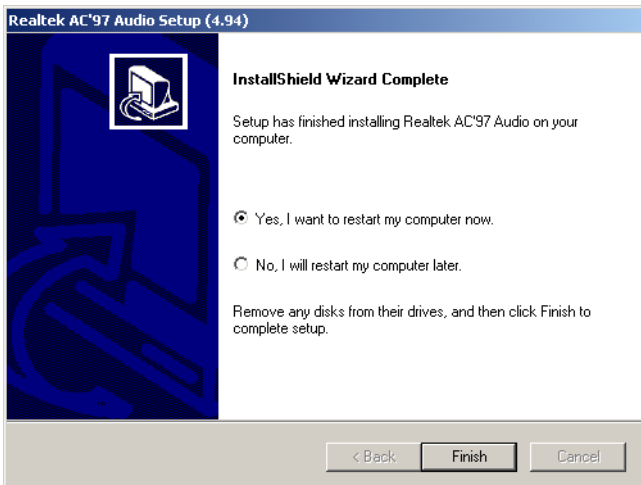 Realtek AC'97 Audio Setup (4.94)
InstallShield Wizard Complete
Setup has finished installing Realtek AC'97 Audio on your
computer.
Yes, I want to restart my computer now.
No, I will restart my computer later.
Remove any disks from their drives, and then click Finish to
complete setup.
< Back Finish Cancel